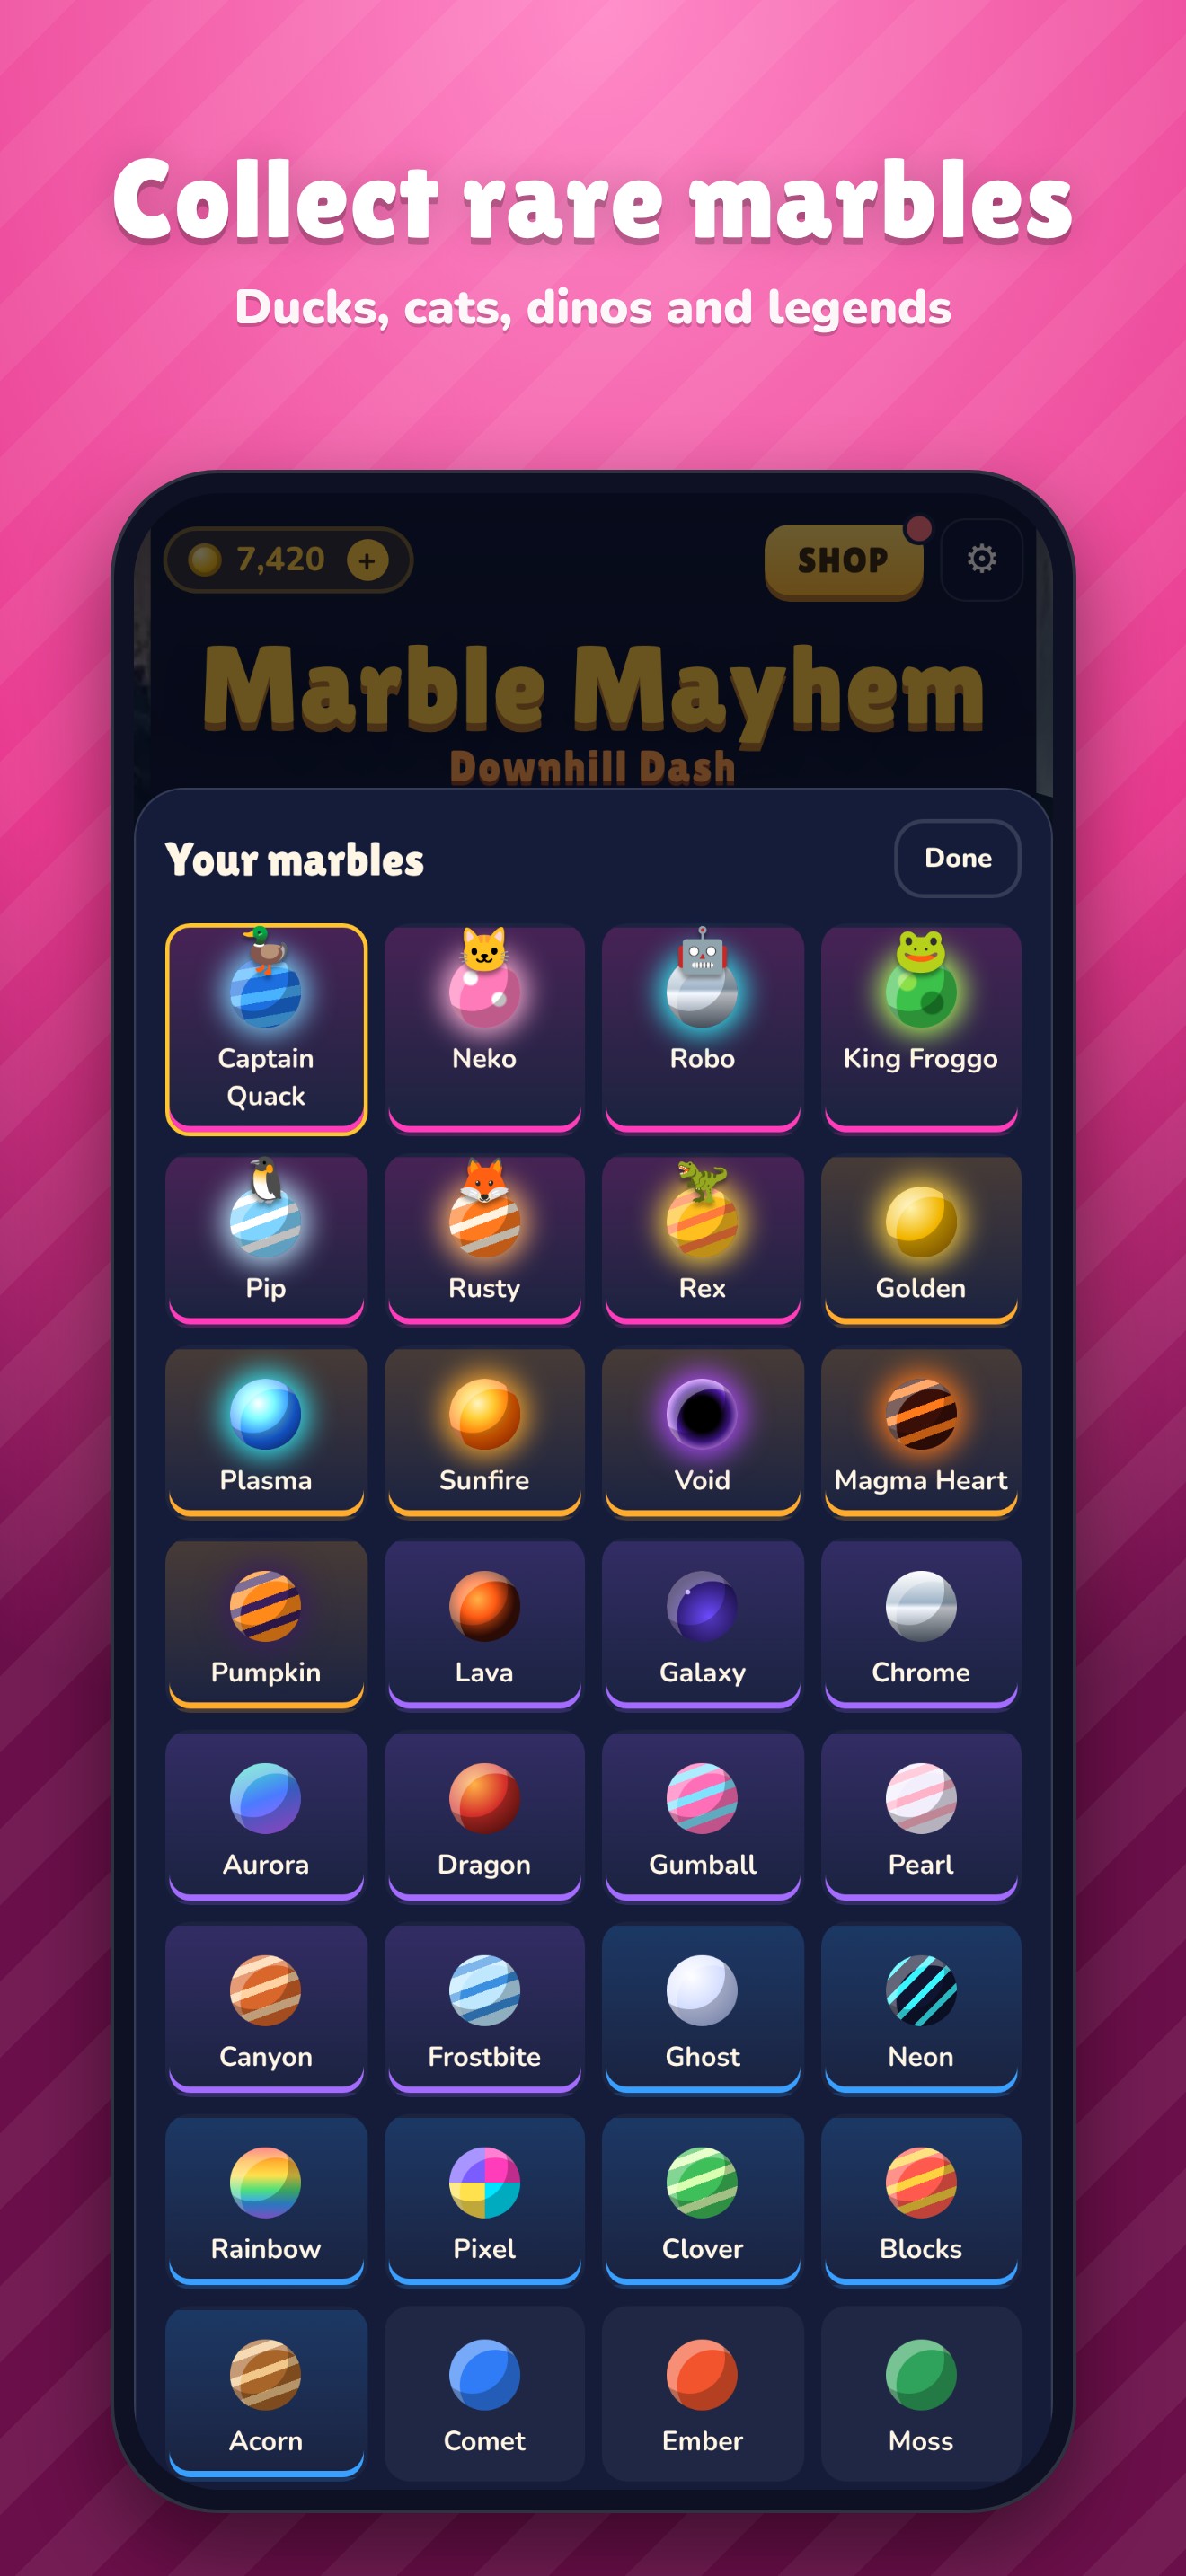 Collect rare marbles
Ducks, cats, dinos and legends
7,420 +
SHOP
Marble Mayhem
Downhill Dash
Your marbles
Done
Captain
Quack
Neko
Robo
King Froggo
Pip
Rusty
Rex
Golden
Plasma
Sunfire
Void
Magma Heart
Pumpkin
Lava
Galaxy
Chrome
Aurora
Dragon
Gumball
Pearl
Canyon
Frostbite
Ghost
Neon
Rainbow
Pixel
Clover
Blocks
Acorn
Comet
Ember
Moss